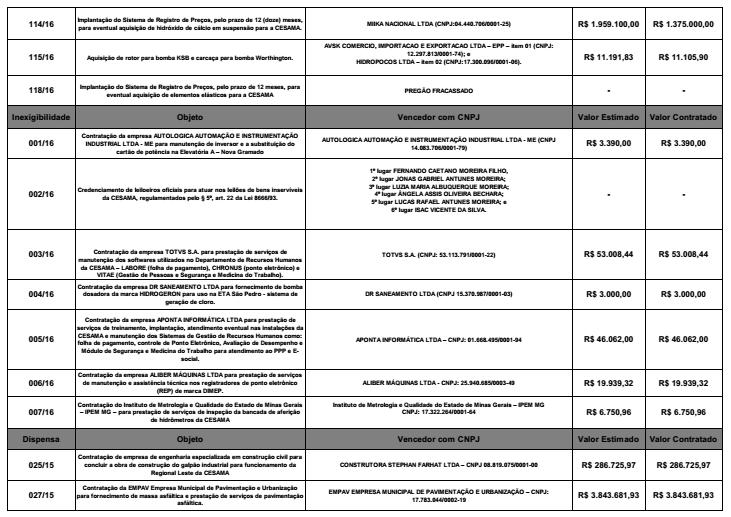 114/16
Implantação do Sistema de Registro de Preços, pelo prazo de 12 (doze) meses,
para eventual aquisição de hidróxido de cálcio em suspensão para a CESAMA.
MIIKA NACIONAL LTDA (CNPJ:04.440.706/0001-25)
R$ 1.959.100,00
R$ 1.375.000,00
115/16
Aquisição de rotor para bomba KSB e carcaça para bomba Worthington.
AVSK COMERCIO, IMPORTACAO E EXPORTACAO LTDA – EPP – item 01 (CNPJ:
12.297.813/0001-74); e
HIDROPOCOS LTDA – item 02 (CNPJ:17.300.096/0001-06).
R$ 11.191,83
R$ 11.105,90
118/16
Implantação do Sistema de Registro de Preços, pelo prazo de 12 meses, para
eventual aquisição de elementos elásticos para a CESAMA
PREGÃO FRACASSADO
-
-
Inexigibilidade
Objeto
Vencedor com CNPJ
Valor Estimado
Valor Contratado
001/16
Contratação da empresa AUTOLOGICA AUTOMAÇÃO E INSTRUMENTAÇÃO
INDUSTRIAL LTDA - ME para manutenção de inversor e a substituição do
cartão de potência na Elevatória A – Nova Gramado
AUTOLOGICA AUTOMAÇÃO E INSTRUMENTAÇÃO INDUSTRIAL LTDA - ME (CNPJ
14.083.706/0001-79)
R$ 3.390,00
R$ 3.390,00
002/16
Credenciamento de leiloeiros oficiais para atuar nos leilões de bens inservíveis
da CESAMA, regulamentados pelo § 5º, art. 22 da Lei 8666/93.
1º lugar FERNANDO CAETANO MOREIRA FILHO,
2º lugar JONAS GABRIEL ANTUNES MOREIRA;
3º lugar LUZIA MARIA ALBUQUERQUE MOREIRA;
4º lugar ÂNGELA ASSIS OLIVEIRA BECHARA;
5º lugar LUCAS RAFAEL ANTUNES MOREIRA; e
6º lugar ISAC VICENTE DA SILVA.
-
-
003/16
Contratação da empresa TOTVS S.A. para prestação de serviços de
manutenção dos softwares utilizados no Departamento de Recursos Humanos
da CESAMA – LABORE (folha de pagamento), CHRONUS (ponto eletrônico) e
VITAE (Gestão de Pessoas e Segurança e Medicina do Trabalho).
TOTVS S.A. (CNPJ: 53.113.791/0001-22)
R$ 53.008,44
R$ 53.008,44
004/16
Contratação da empresa DR SANEAMENTO LTDA para fornecimento de bomba
dosadora da marca HIDROGERON para uso na ETA São Pedro - sistema de
geração de cloro.
DR SANEAMENTO LTDA (CNPJ 15.370.987/0001-03)
R$ 3.000,00
R$ 3.000,00
005/16
Contratação da empresa APONTA INFORMÁTICA LTDA para prestação de
serviços de treinamento, implantação, atendimento eventual nas instalações da
CESAMA e manutenção dos Sistemas de Gestão de Recursos Humanos como:
folha de pagamento, controle de Ponto Eletrônico, Avaliação de Desempenho e
Módulo de Segurança e Medicina do Trabalho para atendimento ao PPP e E-
social.
APONTA INFORMÁTICA LTDA – CNPJ: 01.668.495/0001-94
R$ 46.062,00
R$ 46.062,00
006/16
Contratação da empresa ALIBER MÁQUINAS LTDA para prestação de serviços
de manutenção e assistência técnica nos registradores de ponto eletrônico
(REP) de marca DIMEP.
ALIBER MÁQUINAS LTDA - CNPJ: 25.940.685/0003-49
R$ 19.939,32
R$ 19.939,32
007/16
Contratação do Instituto de Metrologia e Qualidade do Estado de Minas Gerais
– IPEM MG – para prestação de serviços de inspeção da bancada de aferição
de hidrômetros da CESAMA
Instituto de Metrologia e Qualidade do Estado de Minas Gerais – IPEM MG
CNPJ: 17.322.264/0001-64
R$ 6.750,96
R$ 6.750,96
Dispensa
Objeto
Vencedor com CNPJ
Valor Estimado
Valor Contratado
025/15
Contratação de empresa de engenharia especializada em construção civil para
concluir a obra de construção do galpão industrial para funcionamento da
Regional Leste da CESAMA
CONSTRUTORA STEPHAN FARHAT LTDA – CNPJ 08.819.075/0001-00
R$ 286.725,97
R$ 286.725,97
027/15
Contratação da EMPAV Empresa Municipal de Pavimentação e Urbanização
para fornecimento de massa asfáltica e prestação de serviços de pavimentação
asfáltica.
EMPAV EMPRESA MUNICIPAL DE PAVIMENTAÇÃO E URBANIZAÇÃO – CNPJ:
17.783.044/0002-19
R$ 3.843.681,93
R$ 3.843.681,93